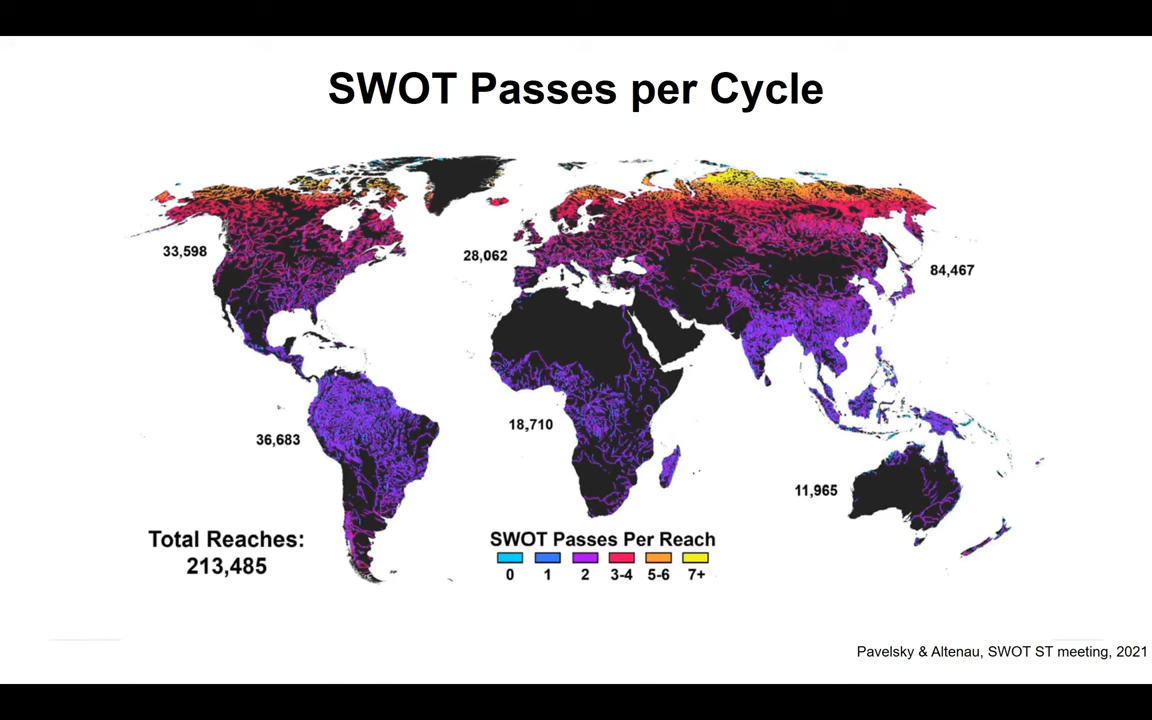 SWOT Passes per Cycle
33,598
28,062
84,467
36,683
18,710
11,965
Total Reaches:
213,485
SWOT Passes Per Reach
0 1 2 3-4 5-6 7+
Pavelsky & Altenau, SWOT ST meeting, 2021